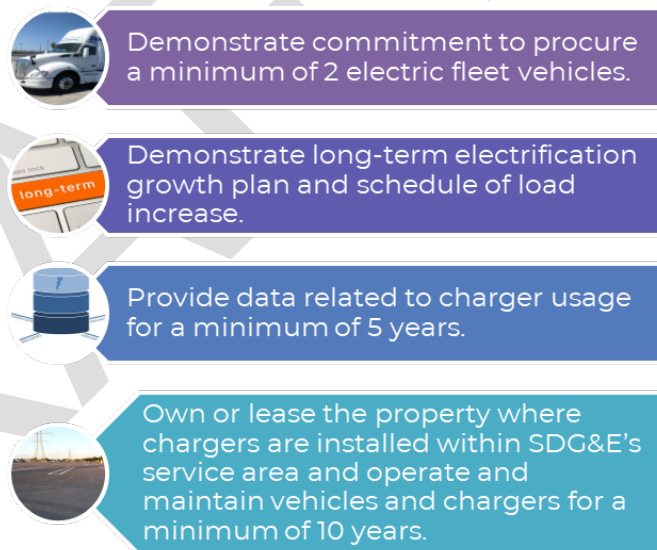 Demonstrate commitment to procure
a minimum of 2 electric fleet vehicles.
long-term
Demonstrate long-term electrification
growth plan and schedule of load
increase.
Provide data related to charger usage
for a minimum of 5 years.
Own or lease the property where
chargers are installed within SDG&E's
service area and operate and
maintain vehicles and chargers for a
minimum of 10 years.